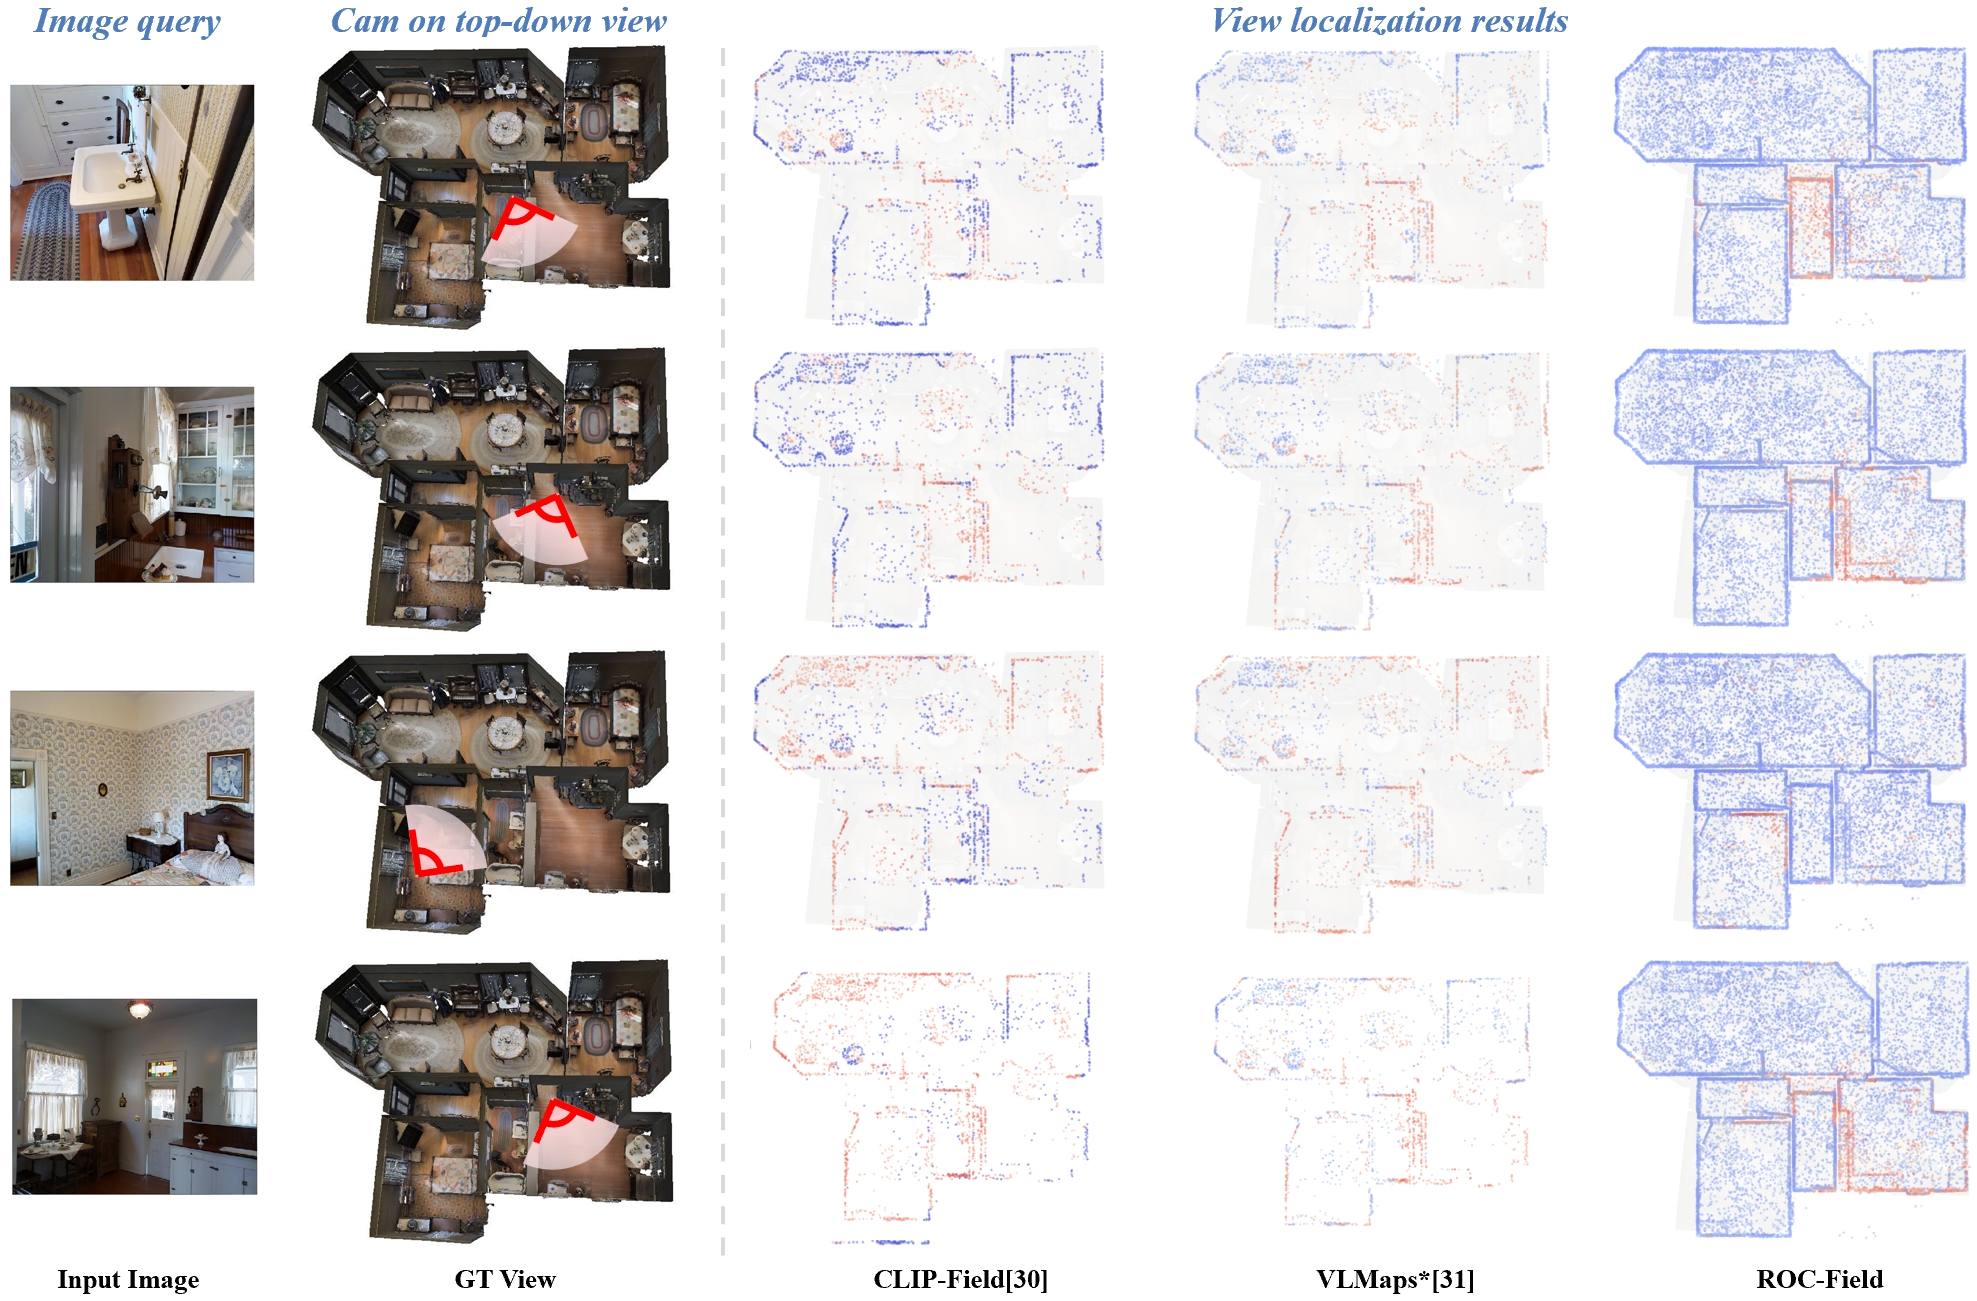 Image query
Cam on top-down view
View localization results
EN
Input Image
GT View
CLIP-Field[30]
VLMaps*[31]
ROC-Field